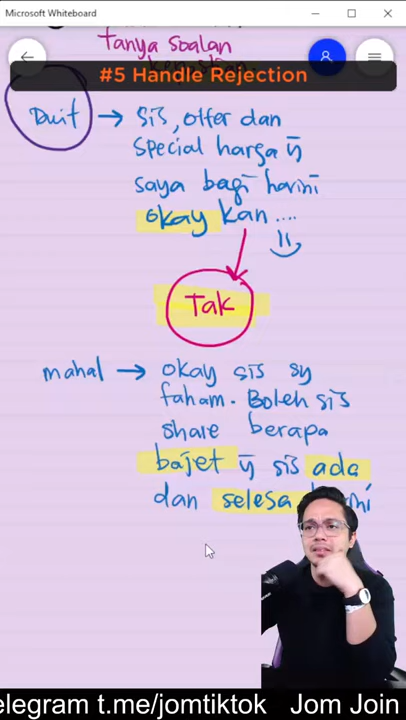 Microsoft Whiteboard
tanya soalan
#5 Handle Rejection
Duit → sis, offer dan
special harga yg
saya bagi harini
okay kan ....
Tak
mahal → okay sis sy
faham. Boleh sis
share berapa
bajet yg sis ada
dan selesa
elegram t.me/jomtiktok Jom Join